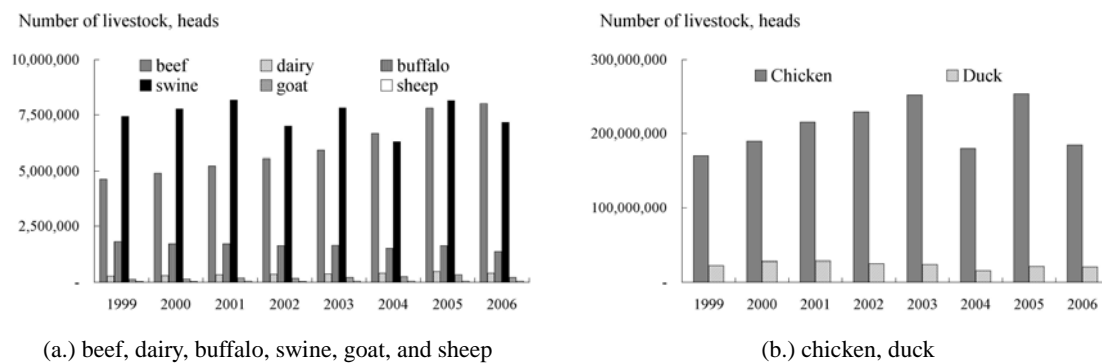 Number of livestock, heads
10,000,000
7,500,000
5,000,000
2,500,000
-
beef dairy buffalo
swine goat sheep
1999 2000 2001 2002 2003 2004 2005 2006
(a.) beef, dairy, buffalo, swine, goat, and sheep
Number of livestock, heads
300,000,000
200,000,000
100,000,000
-
Chicken Duck
1999 2000 2001 2002 2003 2004 2005 2006
(b.) chicken, duck